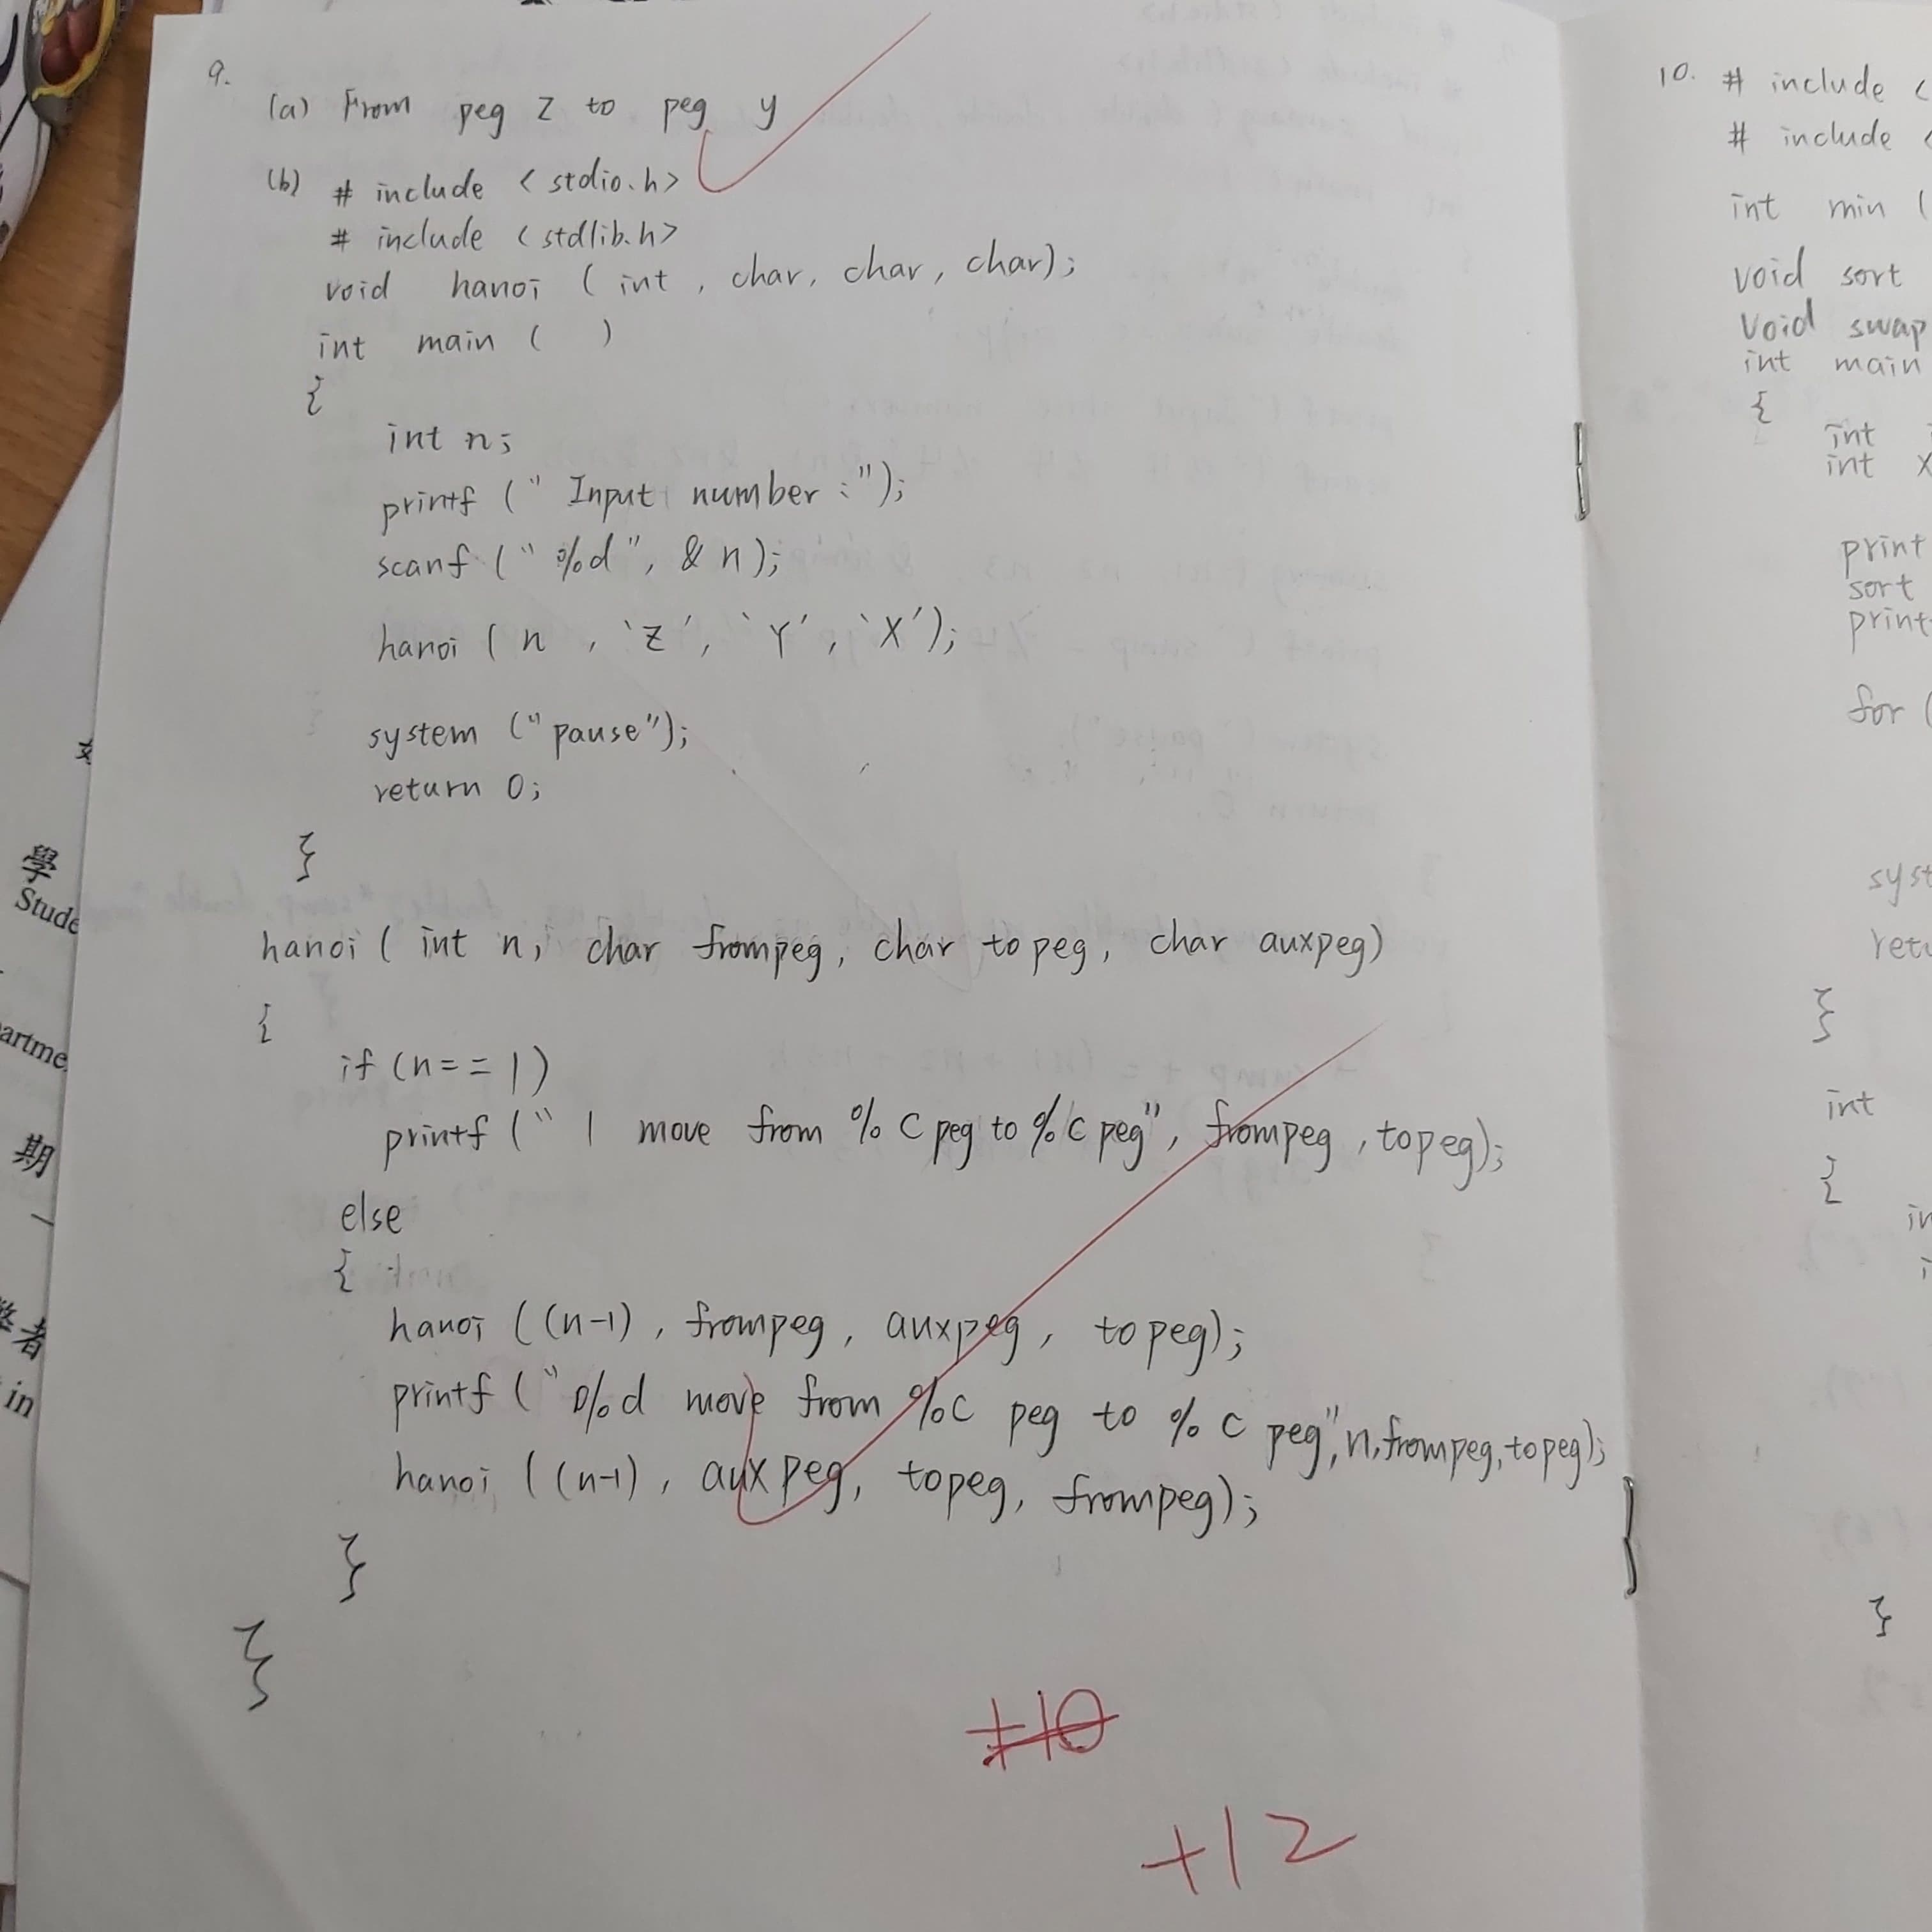 9.
(a) From peg Z to peg y
(b) # include < stdio.h>
# include < stdlib.h>
void hanoi ( int , char, char, char);
int main ( )
{
int n;
printf (" Input number :");
scanf (" %d", & n);
hanoi ( n , 'Z', 'Y', 'X');
system ("pause");
return 0;
}
hanoi ( int n, char frompeg, char topeg, char auxpeg)
{
if (n == 1)
printf (" 1 move from % c peg to % c peg", frompeg , topeg);
else
{
hanoi ((n-1) , frompeg , auxpeg , topeg);
printf (" %d move from %c peg to % c peg", n, frompeg, topeg);
hanoi ((n-1) , auxpeg, topeg, frompeg);
}
}
+10
+12
10. # include <
# include <
int min (
void sort
void swap
int main
{
int
int x
print
sort
print
for (
syst
retu
}
int
{
}
學
Stude
artme
期
者
in